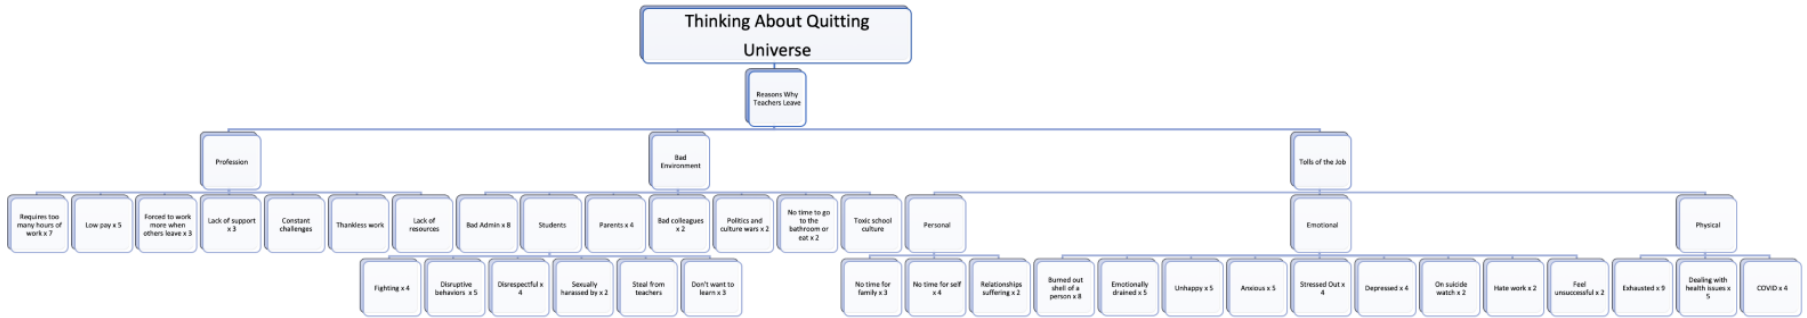 Thinking About Quitting
Universe
Reasons Why
Teachers Leave
Profession
Bad
Environment
Tolls of the Job
Requires too
many hours of
work x 7
Low pay x 5
Forced to work
more when
others leave x 3
Lack of support
x 3
Constant
challenges
Thankless work
Lack of
resources
Bad Admin x 8
Students
Parents x 4
Bad colleagues
x 2
Politics and
culture wars x 2
No time to go
to the
bathroom or
eat x 2
Toxic school
culture
Personal
Emotional
Physical
Fighting x 4
Disruptive
behaviors x 5
Disrespectful x
4
Sexually
harassed by x 2
Steal from
teachers
Don't want to
learn x 3
No time for
family x 3
No time for self
x 4
Relationships
suffering x 2
Burned out
shell of a
person x 8
Emotionally
drained x 5
Unhappy x 5
Anxious x 5
Stressed Out x
4
Depressed x 4
On suicide
watch x 2
Hate work x 2
Feel
unsuccessful x 2
Exhausted x 9
Dealing with
health issues x
5
COVID x 4